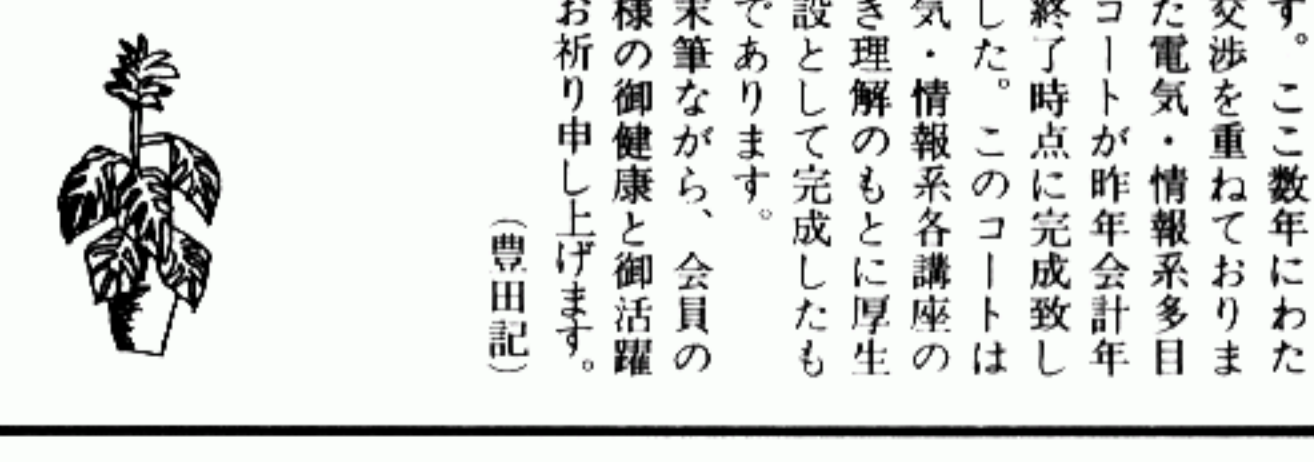 す。ここ数年にわた
交渉を重ねておりま
た電気・情報系多目
コートが昨年会計年
終了時点に完成致し
した。このコートは
気・情報系各講座の
き理解のもとに厚生
設として完成したも
であります。
末筆ながら、会員の
様の御健康と御活躍
お祈り申し上げます。
（豊田記）